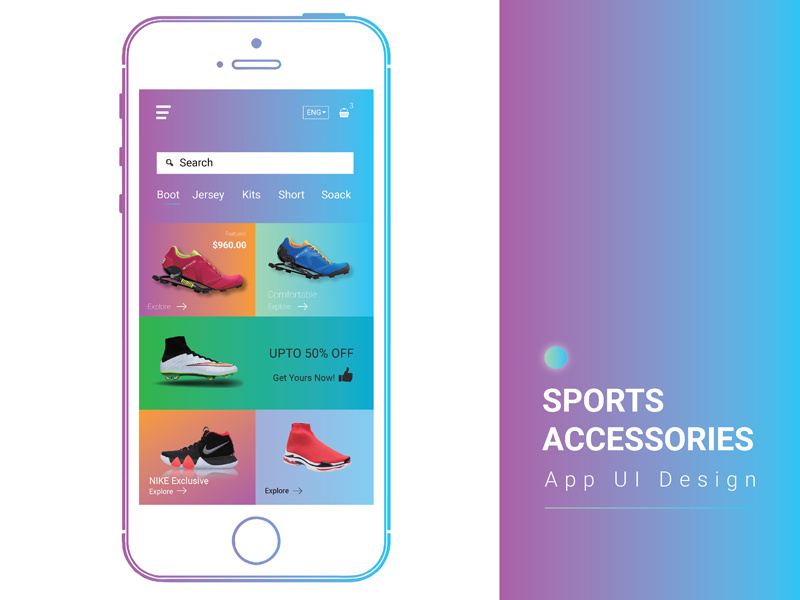 ENG
3
Search
Boot Jersey Kits Short Soack
Features
$960.00
Explore
Comfortable
Explore
UPTO 50% OFF
Get Yours Now!
NIKE Exclusive
Explore
Explore
SPORTS
ACCESSORIES
App UI Design